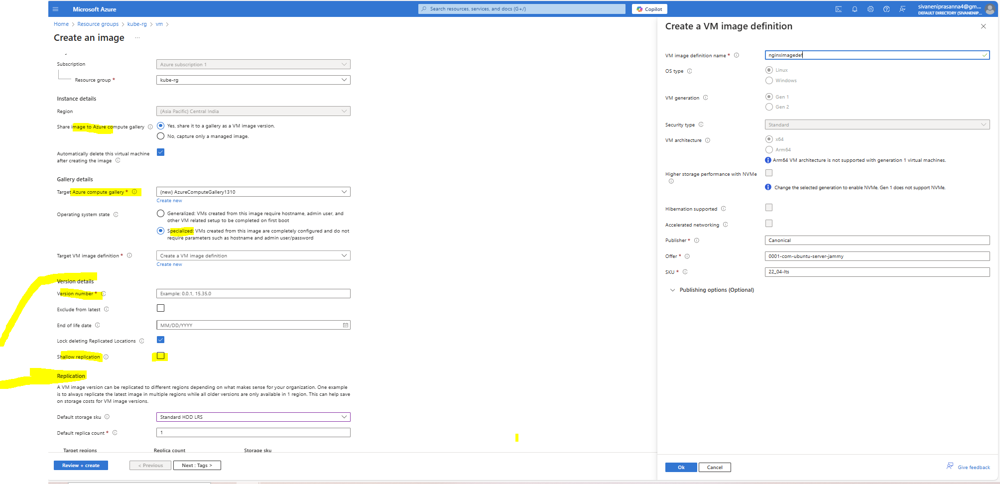 Microsoft Azure
Search resources, services, and docs (G+/)
Copilot
sivaneniprasanna4@gm...
DEFAULT DIRECTORY (SIVANENIP...
Home > Resource groups > kube-rg > vm >
Create an image ...
Subscription
Azure subscription 1
Resource group *
kube-rg
Instance details
Region
(Asia Pacific) Central India
Share image to Azure compute gallery
Yes, share it to a gallery as a VM image version.
No, capture only a managed image.
Automatically delete this virtual machine
after creating the image
Gallery details
Target Azure compute gallery *
(new) AzureComputeGallery1310
Create new
Operating system state
Generalized: VMs created from this image require hostname, admin user, and
other VM related setup to be completed on first boot
Specialized: VMs created from this image are completely configured and do not
require parameters such as hostname and admin user/password
Target VM image definition *
Create a VM image definition
Create new
Version details
Version number *
Example: 0.0.1, 15.35.0
Exclude from latest
End of life date
MM/DD/YYYY
Lock deleting Replicated Locations
Shallow replication
Replication
A VM image version can be replicated to different regions depending on what makes sense for your organization. One example
is to always replicate the latest image in multiple regions while all older versions are only available in 1 region. This can help save
on storage costs for VM image versions.
Default storage sku
Standard HDD LRS
Default replica count *
1
Target regions Replica count Storage sku
Review + create
< Previous
Next : Tags >
Create a VM image definition
VM image definition name *
nginximagedef
OS type
Linux
Windows
VM generation
Gen 1
Gen 2
Security type
Standard
VM architecture
x64
Arm64
Arm64 VM architecture is not supported with generation 1 virtual machines.
Higher storage performance with NVMe
Change the selected generation to enable NVMe. Gen 1 does not support NVMe.
Hibernation supported
Accelerated networking
Publisher *
Canonical
Offer *
0001-com-ubuntu-server-jammy
SKU *
22_04-lts
Publishing options (Optional)
Ok
Cancel
Give feedback